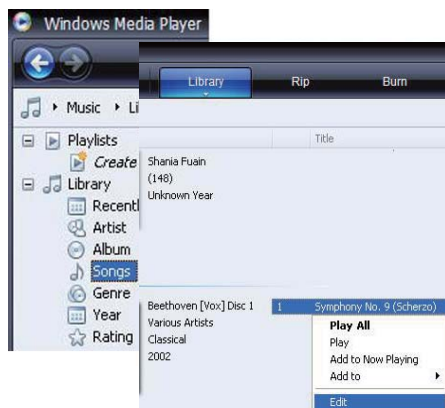 Windows Media Player
Library Rip Burn
Music Li
Playlists
Create
Library
Recentl
Artist
Album
Songs
Genre
Year
Rating
Title
Shania Fuain
(148)
Unknown Year
Beethoven [Vox] Disc 1 1 Symphony No. 9 (Scherzo)
Various Artists
Classical
2002
Play All
Play
Add to Now Playing
Add to
Edit